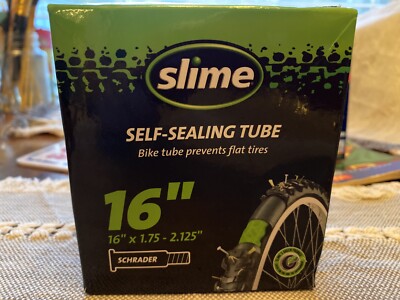 slime
SELF-SEALING TUBE
Bike tube prevents flat tires
16"
16" x 1.75 - 2.125"
SCHRADER